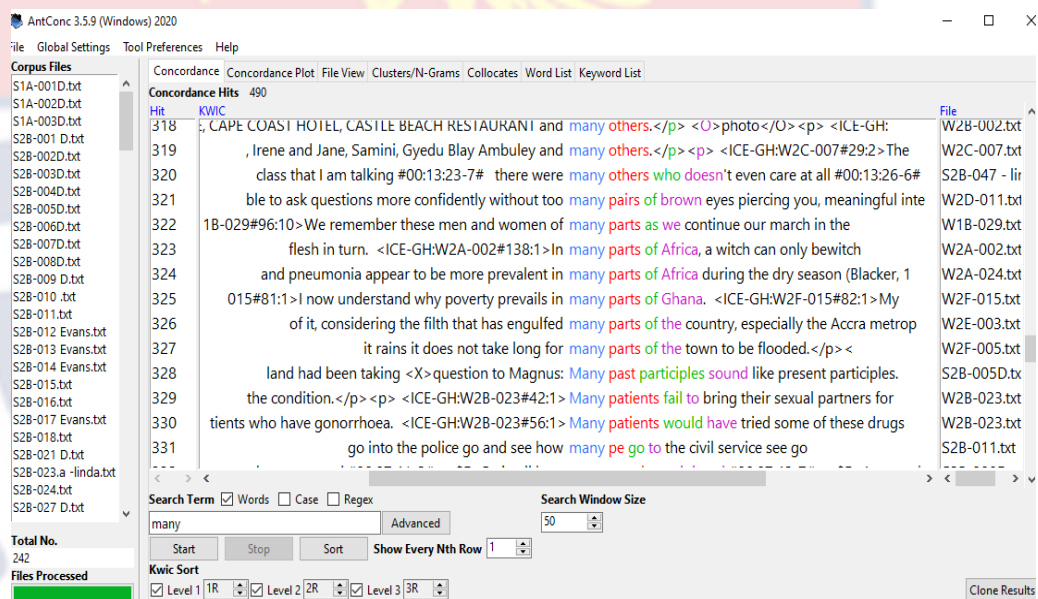 AntConc 3.5.9 (Windows) 2020
File Global Settings Tool Preferences Help
Corpus Files
S1A-001D.txt
S1A-002D.txt
S1A-003D.txt
S2B-001 D.txt
S2B-002D.txt
S2B-003D.txt
S2B-004D.txt
S2B-005D.txt
S2B-006D.txt
S2B-007D.txt
S2B-008D.txt
S2B-009 D.txt
S2B-010 .txt
S2B-011.txt
S2B-012 Evans.txt
S2B-013 Evans.txt
S2B-014 Evans.txt
S2B-015.txt
S2B-016.txt
S2B-017 Evans.txt
S2B-018.txt
S2B-021 D.txt
S2B-023.a -linda.txt
S2B-024.txt
S2B-027 D.txt
Total No.
242
Files Processed
Concordance Concordance Plot File View Clusters/N-Grams Collocates Word List Keyword List
Concordance Hits 490
Hit KWIC File
318 :, CAPE COAST HOTEL, CASTLE BEACH RESTAURANT and many others.</p> <O>photo</O><p> <ICE-GH: W2B-002.txt
319 , Irene and Jane, Samini, Gyedu Blay Ambuley and many others.</p><p> <ICE-GH:W2C-007#29:2>The W2C-007.txt
320 class that I am talking #00:13:23-7# there were many others who doesn't even care at all #00:13:26-6# S2B-047 - lir
321 ble to ask questions more confidently without too many pairs of brown eyes piercing you, meaningful inte W2D-011.txt
322 1B-029#96:10>We remember these men and women of many parts as we continue our march in the W1B-029.txt
323 flesh in turn. <ICE-GH:W2A-002#138:1>In many parts of Africa, a witch can only bewitch W2A-002.txt
324 and pneumonia appear to be more prevalent in many parts of Africa during the dry season (Blacker, 1 W2A-024.txt
325 015#81:1>I now understand why poverty prevails in many parts of Ghana. <ICE-GH:W2F-015#82:1>My W2F-015.txt
326 of it, considering the filth that has engulfed many parts of the country, especially the Accra metrop W2E-003.txt
327 it rains it does not take long for many parts of the town to be flooded.</p>< W2F-005.txt
328 land had been taking <X>question to Magnus: Many past participles sound like present participles. S2B-005D.tx
329 the condition.</p><p> <ICE-GH:W2B-023#42:1> Many patients fail to bring their sexual partners for W2B-023.txt
330 tients who have gonorrhoea. <ICE-GH:W2B-023#56:1> Many patients would have tried some of these drugs W2B-023.txt
331 go into the police go and see how many pe go to the civil service see go S2B-011.txt
Search Term Words Case Regex Search Window Size
many Advanced 50
Start Stop Sort Show Every Nth Row 1
Kwic Sort
Level 1 1R Level 2 2R Level 3 3R Clone Results